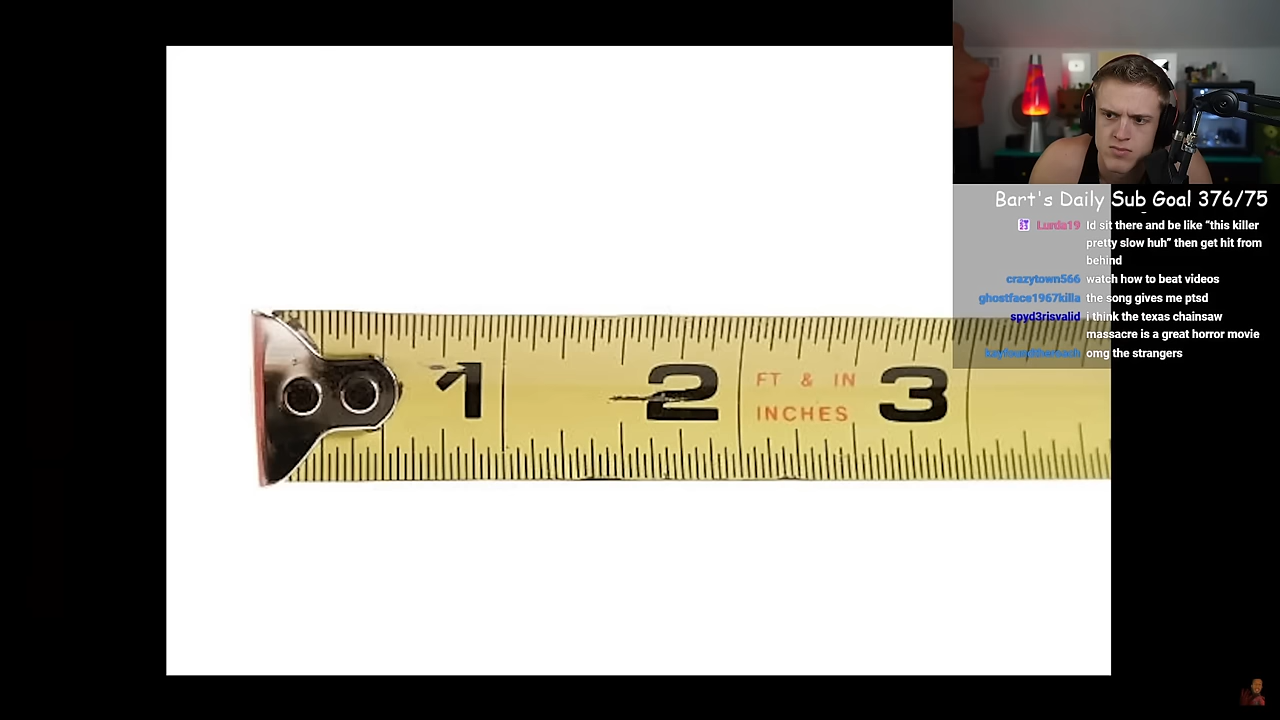 Bart's Daily Sub Goal 376/75
Lurda19 Id sit there and be like “this killer
pretty slow huh” then get hit from
behind
crazytown566 watch how to beat videos
ghostface1967killa the song gives me ptsd
spyd3risvalid i think the texas chainsaw
massacre is a great horror movie
omg the strangers
1 2 FT & IN 3
INCHES